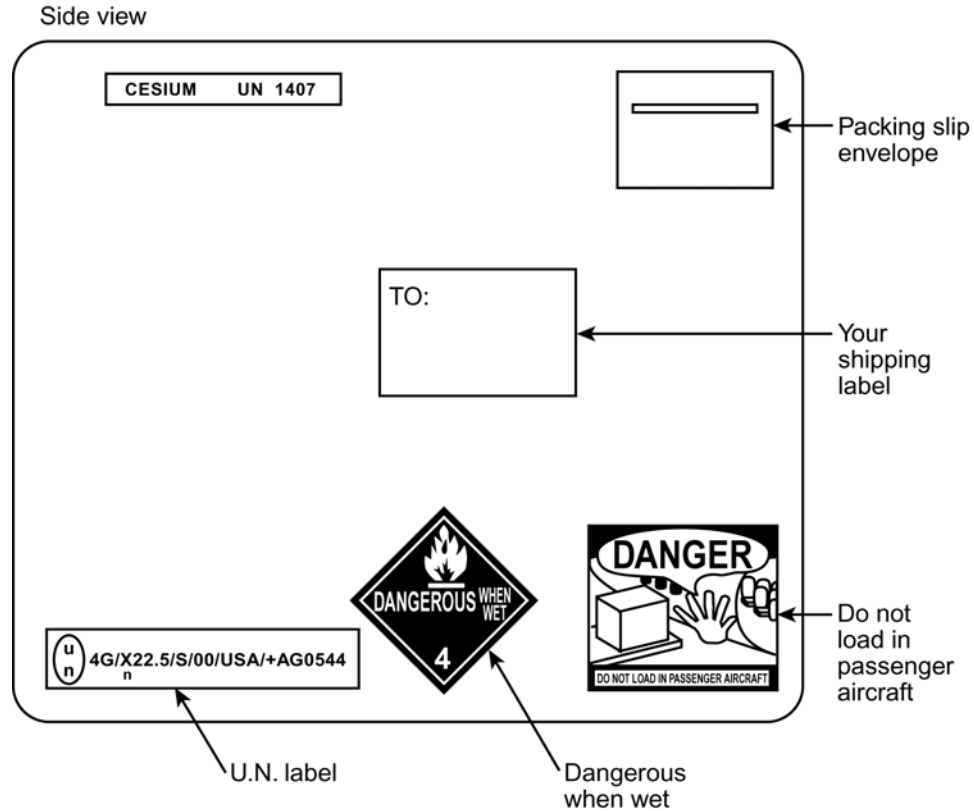 Side view
CESIUM UN 1407
Packing slip
envelope
TO:
Your
shipping
label
DANGER
DO NOT LOAD IN PASSENGER AIRCRAFT
Do not
load in
passenger
aircraft
DANGEROUS WHEN
WET
4
u
n
4G/X22.5/S/00/USA/+AG0544
n
U.N. label
Dangerous
when wet